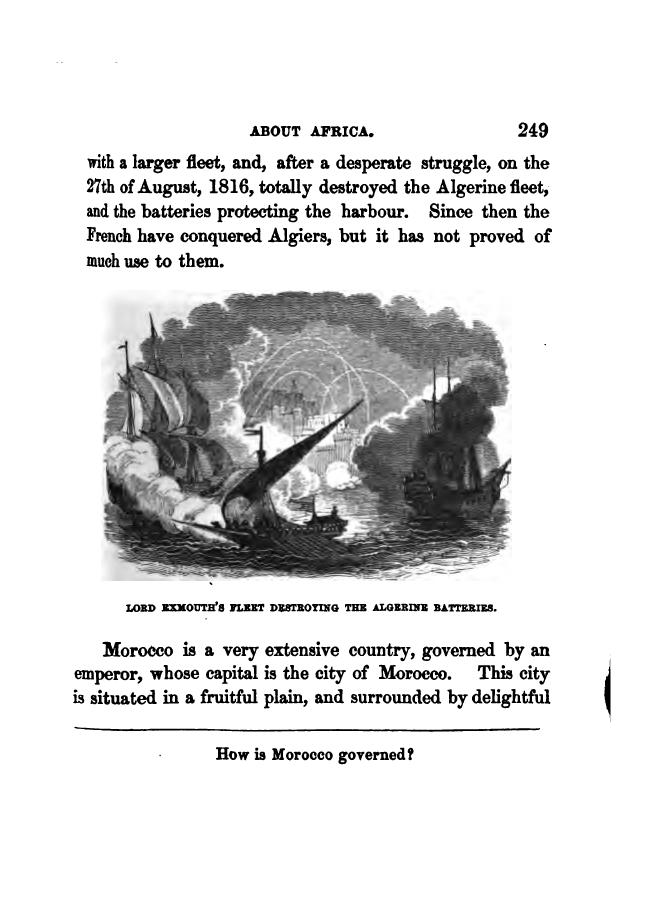 ABOUT AFRICA. 249
with a larger fleet, and, after a desperate struggle, on the
27th of August, 1816, totally destroyed the Algerine fleet,
and the batteries protecting the harbour. Since then the
French have conquered Algiers, but it has not proved of
much use to them.
LORD EXMOUTH'S FLEET DESTROYING THE ALGERINE BATTERIES.
Morocco is a very extensive country, governed by an
emperor, whose capital is the city of Morocco. This city
is situated in a fruitful plain, and surrounded by delightful
How is Morocco governed?